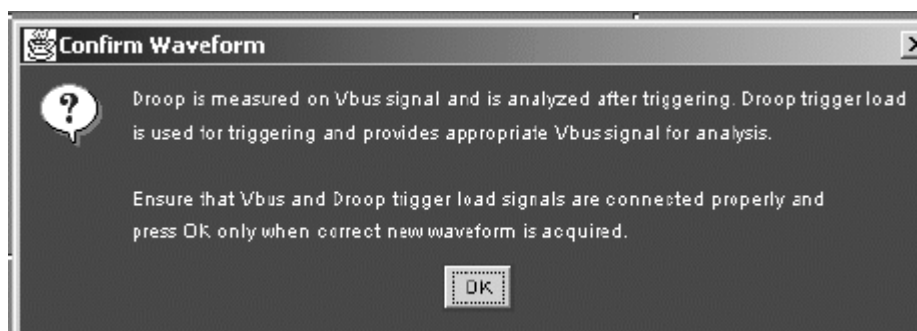 Confirm Waveform
Droop is measured on Vbus signal and is analyzed after triggering. Droop trigger load
is used for triggering and provides appropriate Vbus signal for analysis.
Ensure that Vbus and Droop trigger load signals are connected properly and
press OK only when correct new waveform is acquired.
OK